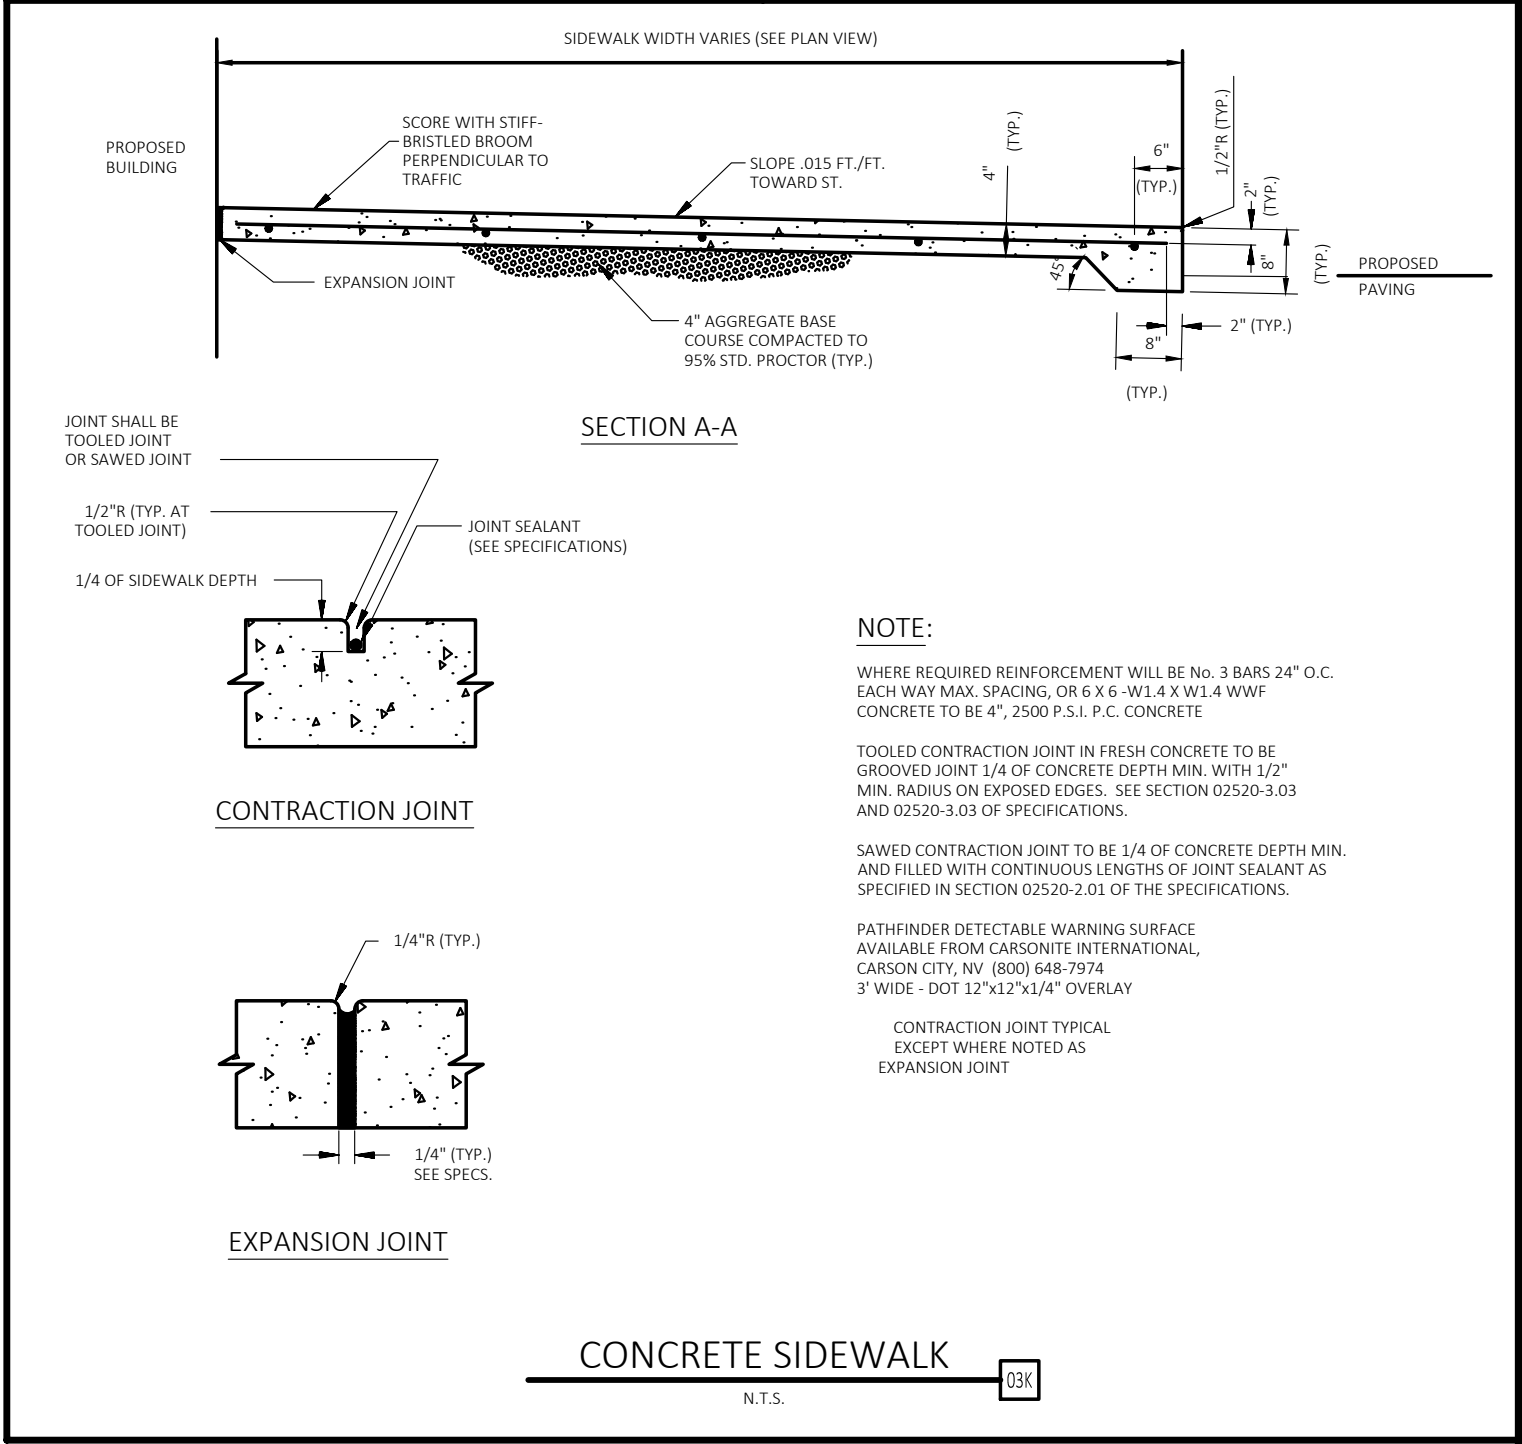 SIDEWALK WIDTH VARIES (SEE PLAN VIEW)
PROPOSED
BUILDING
SCORE WITH STIFF-
BRISTLED BROOM
PERPENDICULAR TO
TRAFFIC
SLOPE .015 FT./FT.
TOWARD ST.
4"
(TYP.)
6"
(TYP.)
1/2"R (TYP.)
2"
(TYP.)
8"
(TYP.)
45°
PROPOSED
PAVING
EXPANSION JOINT
4" AGGREGATE BASE
COURSE COMPACTED TO
95% STD. PROCTOR (TYP.)
2" (TYP.)
8"
(TYP.)
SECTION A-A
JOINT SHALL BE
TOOLED JOINT
OR SAWED JOINT
1/2"R (TYP. AT
TOOLED JOINT)
JOINT SEALANT
(SEE SPECIFICATIONS)
1/4 OF SIDEWALK DEPTH
CONTRACTION JOINT
1/4"R (TYP.)
1/4" (TYP.)
SEE SPECS.
EXPANSION JOINT
NOTE:
WHERE REQUIRED REINFORCEMENT WILL BE No. 3 BARS 24" O.C.
EACH WAY MAX. SPACING, OR 6 X 6 -W1.4 X W1.4 WWF
CONCRETE TO BE 4", 2500 P.S.I. P.C. CONCRETE
TOOLED CONTRACTION JOINT IN FRESH CONCRETE TO BE
GROOVED JOINT 1/4 OF CONCRETE DEPTH MIN. WITH 1/2"
MIN. RADIUS ON EXPOSED EDGES.  SEE SECTION 02520-3.03
AND 02520-3.03 OF SPECIFICATIONS.
SAWED CONTRACTION JOINT TO BE 1/4 OF CONCRETE DEPTH MIN.
AND FILLED WITH CONTINUOUS LENGTHS OF JOINT SEALANT AS
SPECIFIED IN SECTION 02520-2.01 OF THE SPECIFICATIONS.
PATHFINDER DETECTABLE WARNING SURFACE
AVAILABLE FROM CARSONITE INTERNATIONAL,
CARSON CITY, NV  (800) 648-7974
3' WIDE - DOT 12"x12"x1/4" OVERLAY
CONTRACTION JOINT TYPICAL
EXCEPT WHERE NOTED AS
EXPANSION JOINT
CONCRETE SIDEWALK
03K
N.T.S.